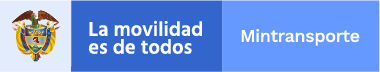 La movilidad
es de todos
Mintransporte